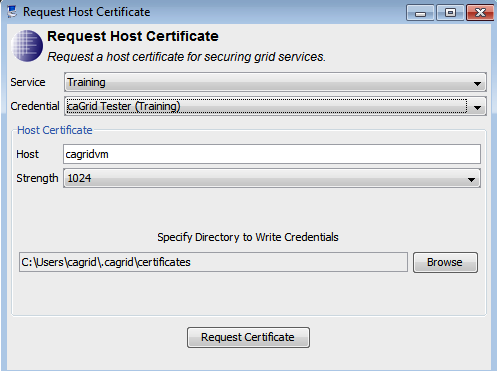 Request Host Certificate
Request Host Certificate
Request a host certificate for securing grid services.
Service Training
Credential caGrid Tester (Training)
Host Certificate
Host cagridvm
Strength 1024
Specify Directory to Write Credentials
C:\Users\cagrid\.cagrid\certificates Browse
Request Certificate